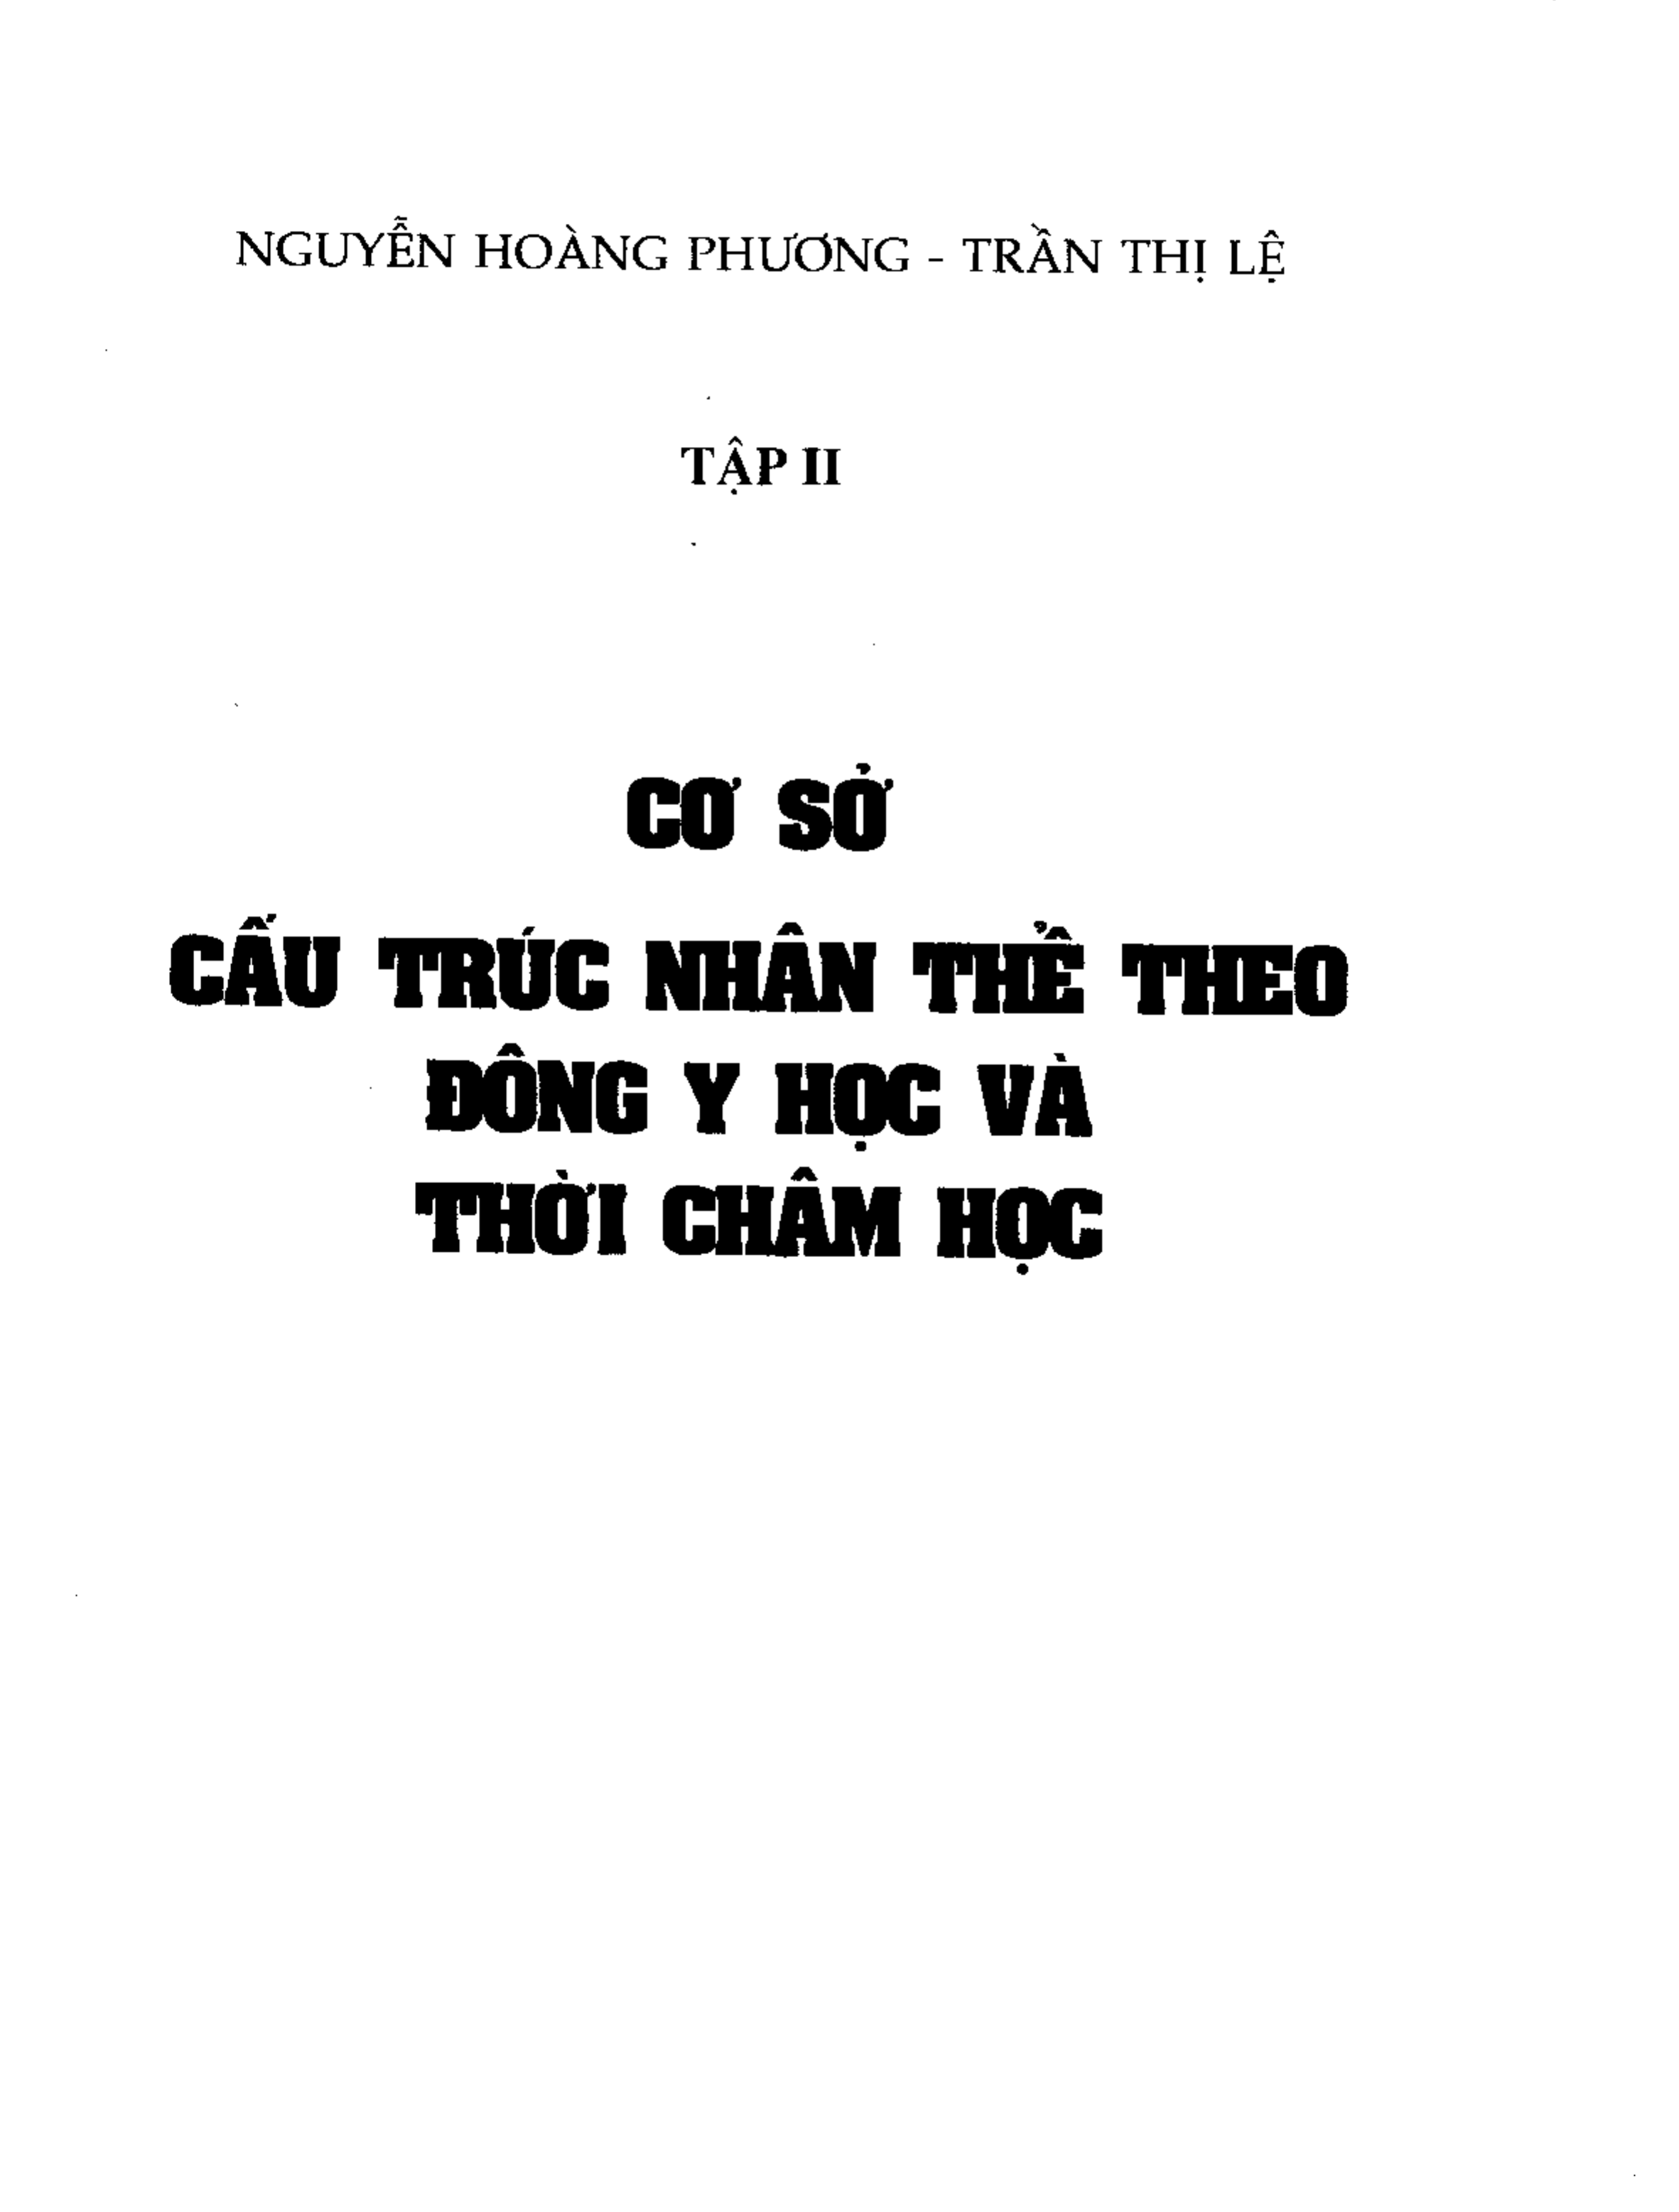 NGUYỄN HOÀNG PHƯƠNG - TRẦN THỊ LỆ
TẬP II
CƠ SỞ
CẤU TRÚC NHÂN THỂ THEO
ĐÔNG Y HỌC VÀ
THỜI CHÂM HỌC